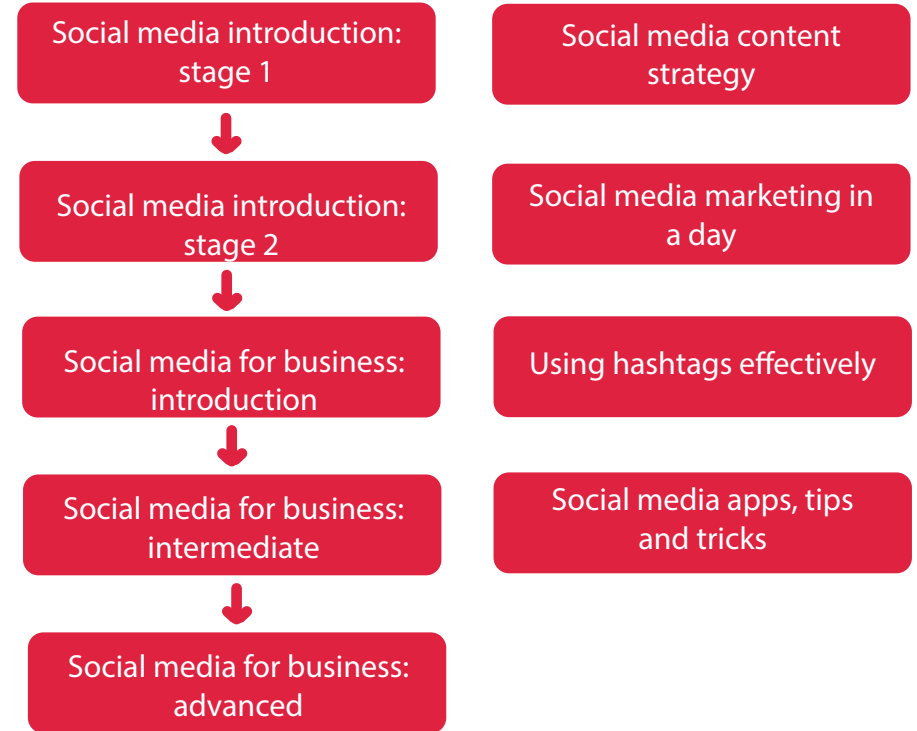 Social media introduction:
stage 1
Social media introduction:
stage 2
Social media for business:
introduction
Social media for business:
intermediate
Social media for business:
advanced
Social media content
strategy
Social media marketing in
a day
Using hashtags effectively
Social media apps, tips
and tricks